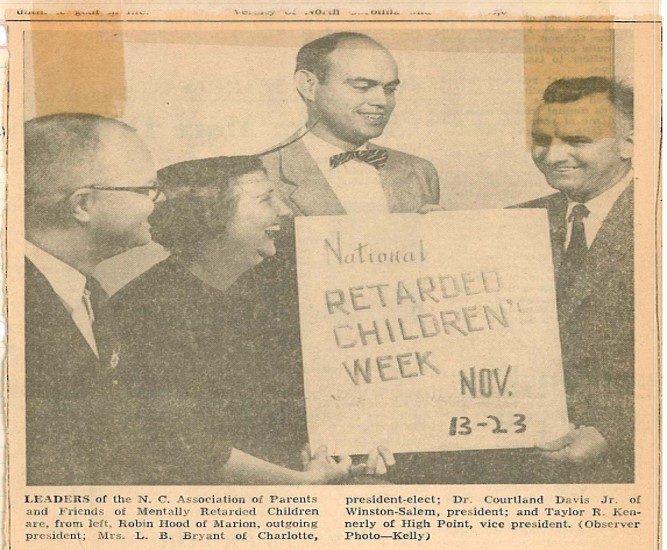 National
RETARDED
CHILDREN'S
WEEK
NOV.
13-23
LEADERS of the N. C. Association of Parents
and Friends of Mentally Retarded Children
are, from left, Robin Hood of Marion, outgoing
president; Mrs. L. B. Bryant of Charlotte,
president-elect; Dr. Courtland Davis Jr. of
Winston-Salem, president; and Taylor R. Ken-
nerly of High Point, vice president. (Observer
Photo—Kelly)